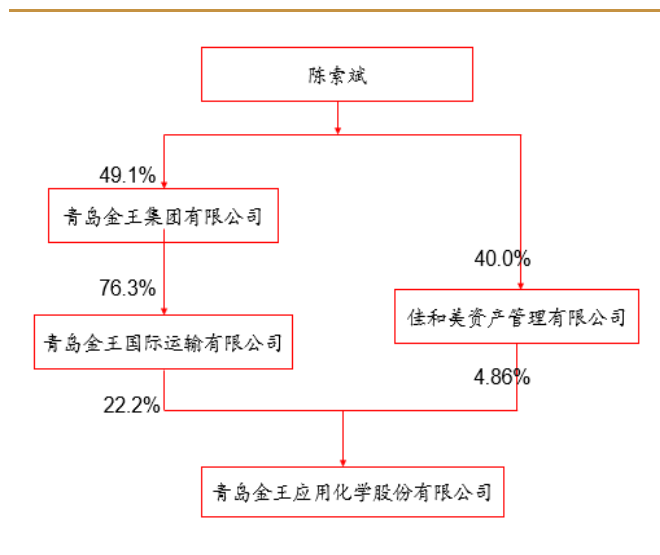 陈索斌
49.1%
青岛金王集团有限公司
76.3%
40.0%
青岛金王国际运输有限公司
佳和美资产管理有限公司
22.2%
4.86%
青岛金王应用化学股份有限公司